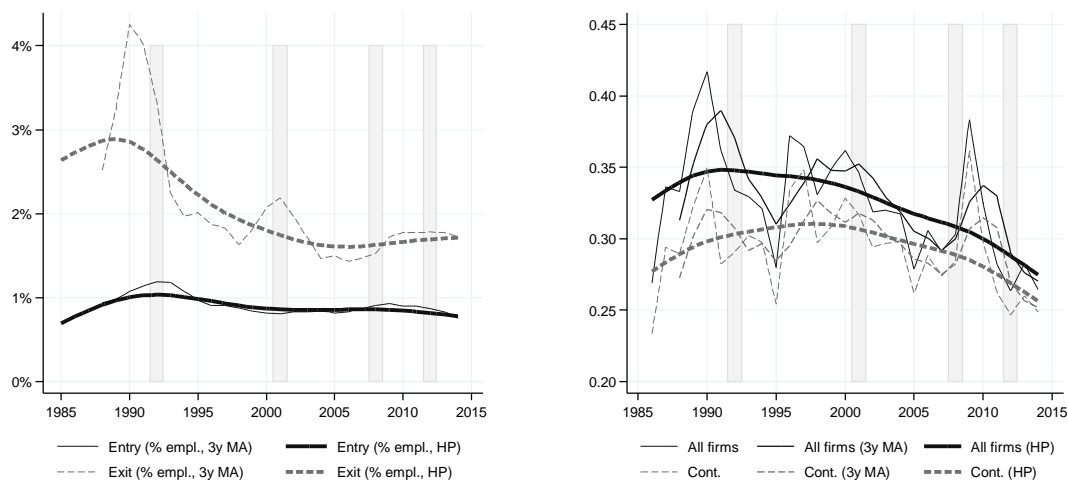 4%
3%
2%
1%
0%
1985 1990 1995 2000 2005 2010 2015
Entry (% empl., 3y MA) Entry (% empl., HP)
Exit (% empl., 3y MA) Exit (% empl., HP)
0.45
0.40
0.35
0.30
0.25
0.20
1985 1990 1995 2000 2005 2010 2015
All firms All firms (3y MA) All firms (HP)
Cont. Cont. (3y MA) Cont. (HP)